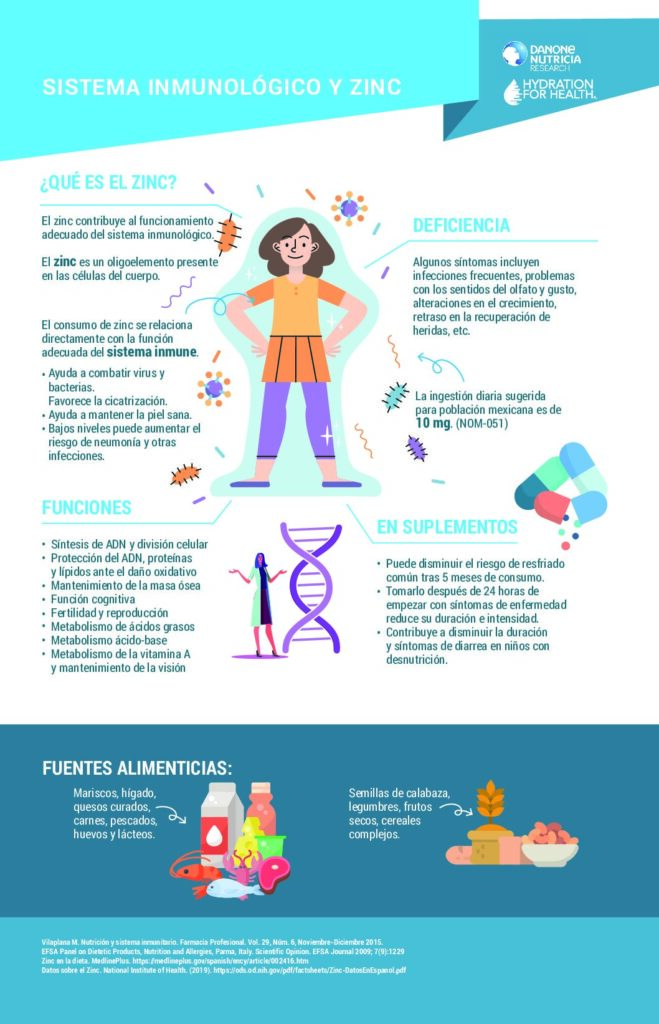 SISTEMA INMUNOLÓGICO Y ZINC
DANONE
NUTRICIA
RESEARCH
HYDRATION
FOR HEALTH
¿QUÉ ES EL ZINC?
El zinc contribuye al funcionamiento
adecuado del sistema inmunológico.
El zinc es un oligoelemento presente
en las células del cuerpo.
El consumo de zinc se relaciona
directamente con la función
adecuada del sistema inmune.
• Ayuda a combatir virus y
bacterias.
Favorece la cicatrización.
• Ayuda a mantener la piel sana.
• Bajos niveles puede aumentar el
riesgo de neumonía y otras
infecciones.
DEFICIENCIA
Algunos síntomas incluyen
infecciones frecuentes, problemas
con los sentidos del olfato y gusto,
alteraciones en el crecimiento,
retraso en la recuperación de
heridas, etc.
La ingestión diaria sugerida
para población mexicana es de
10 mg. (NOM-051)
FUNCIONES
• Síntesis de ADN y división celular
• Protección del ADN, proteínas
y lípidos ante el daño oxidativo
• Mantenimiento de la masa ósea
• Función cognitiva
• Fertilidad y reproducción
• Metabolismo de ácidos grasos
• Metabolismo ácido-base
• Metabolismo de la vitamina A
y mantenimiento de la visión
EN SUPLEMENTOS
• Puede disminuir el riesgo de resfriado
común tras 5 meses de consumo.
• Tomarlo después de 24 horas de
empezar con síntomas de enfermedad
reduce su duración e intensidad.
• Contribuye a disminuir la duración
y síntomas de diarrea en niños con
desnutrición.
FUENTES ALIMENTICIAS:
Mariscos, hígado,
quesos curados,
carnes, pescados,
huevos y lácteos.
Semillas de calabaza,
legumbres, frutos
secos, cereales
complejos.
Vilaplana M. Nutrición y sistema inmunitario. Farmacia Profesional. Vol. 29, Núm. 6, Noviembre-Diciembre 2015.
EFSA Panel on Dietetic Products, Nutrition and Allergies, Parma, Italy. Scientific Opinion. EFSA Journal 2009; 7(9):1229
Zinc en la dieta. MedlinePlus. https://medlineplus.gov/spanish/ency/article/002416.htm
Datos sobre el Zinc. National Institute of Health. (2019). https://ods.od.nih.gov/pdf/factsheets/Zinc-DatosEnEspanol.pdf